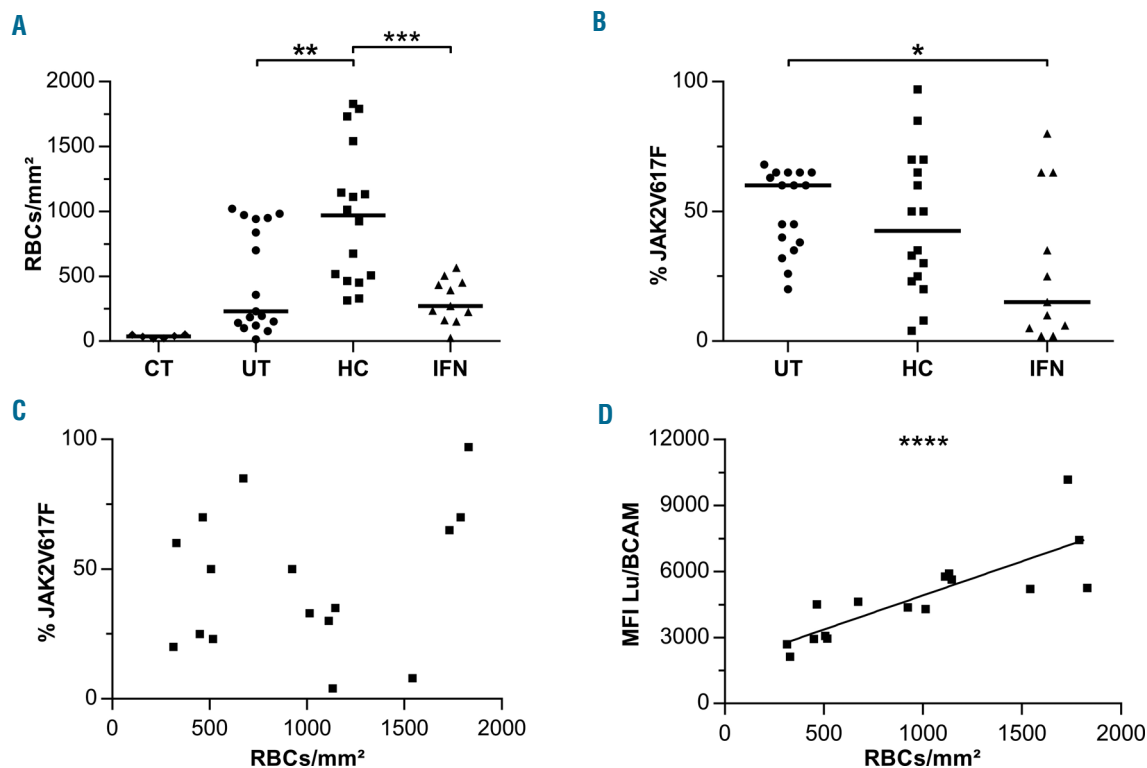 A
**
***
2000
1500
1000
500
0
RBCs/mm²
CT UT HC IFN
B
*
100
50
0
% JAK2V617F
UT HC IFN
C
100
50
0
% JAK2V617F
0 500 1000 1500 2000
RBCs/mm²
D
****
12000
9000
6000
3000
0
MFI Lu/BCAM
0 500 1000 1500 2000
RBCs/mm²